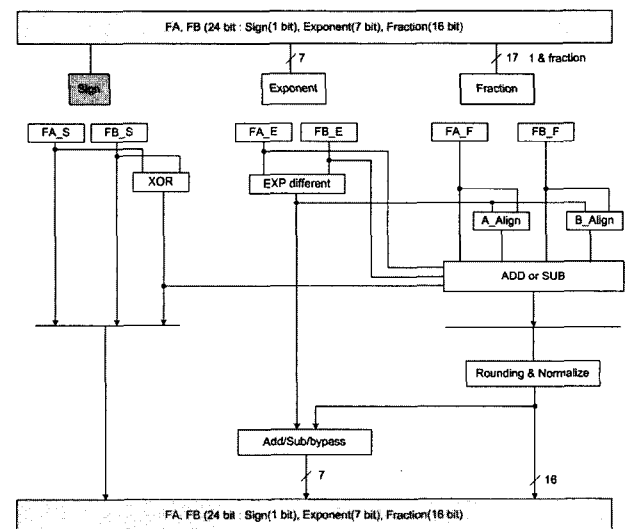 FA, FB (24 bit : Sign(1 bit), Exponent(7 bit), Fraction(16 bit)
7
17 1 & fraction
Sign
Exponent
Fraction
FA_S
FB_S
FA_E
FB_E
FA_F
FB_F
XOR
EXP different
A_Align
B_Align
ADD or SUB
Rounding & Normalize
Add/Sub/bypass
7
16
FA, FB (24 bit : Sign(1 bit), Exponent(7 bit), Fraction(16 bit)